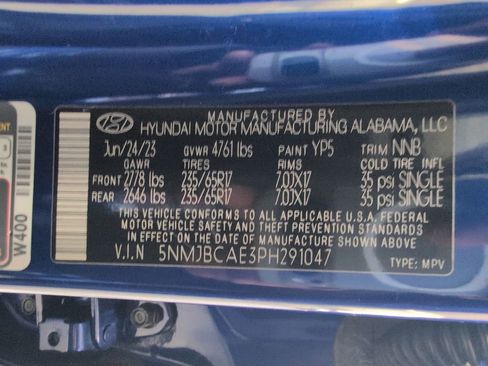 MANUFACTURED BY
HYUNDAI MOTOR MANUFACTURING ALABAMA, LLC
Jun/24/23 GVWR 4761 lbs PAINT YP5 TRIM NNB
GAWR TIRES RIMS COLD TIRE INFL
FRONT 2778 lbs 235/65R17 7.0JX17 35 psi SINGLE
REAR 2646 lbs 235/65R17 7.0JX17 35 psi SINGLE
THIS VEHICLE CONFORMS TO ALL APPLICABLE U.S.A. FEDERAL
MOTOR VEHICLE SAFETY AND THEFT PREVENTION STANDARDS
IN EFFECT ON THE DATE OF MANUFACTURE SHOWN ABOVE.
V.I.N 5NMJBCAE3PH291047 TYPE: MPV
W400